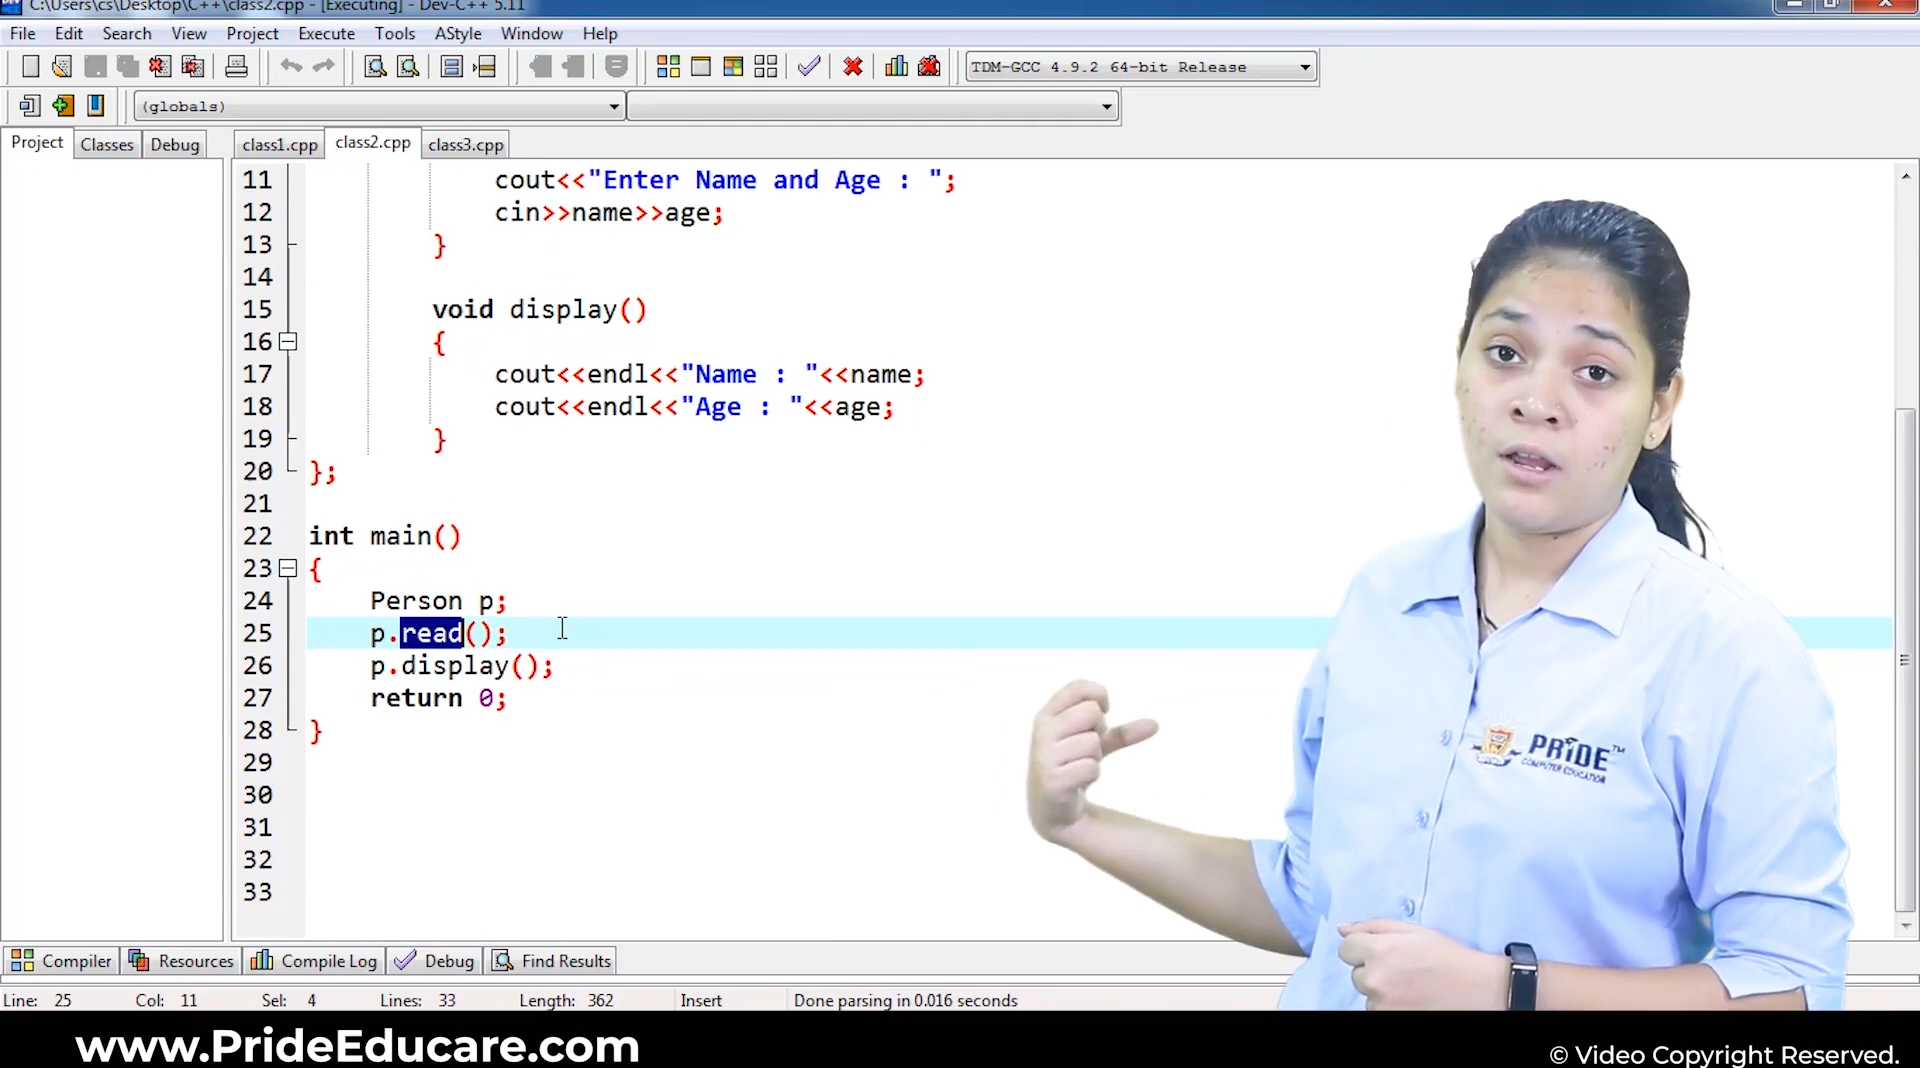 C:\Users\cs\Desktop\C++\class2.cpp - [Executing] - Dev-C++ 5.11
File Edit Search View Project Execute Tools AStyle Window Help
TDM-GCC 4.9.2 64-bit Release
(globals)
Project Classes Debug class1.cpp class2.cpp class3.cpp
11 cout<<"Enter Name and Age : ";
12 cin>>name>>age;
13 }
14
15 void display()
16 {
17 cout<<endl<<"Name : "<<name;
18 cout<<endl<<"Age : "<<age;
19 }
20 };
21
22 int main()
23 {
24 Person p;
25 p.read();
26 p.display();
27 return 0;
28 }
29
30
31
32
33
PRIDE™
COMPUTER EDUCATION
Compiler Resources Compile Log Debug Find Results
Line: 25 Col: 11 Sel: 4 Lines: 33 Length: 362 Insert Done parsing in 0.016 seconds
www.PrideEducare.com
© Video Copyright Reserved.